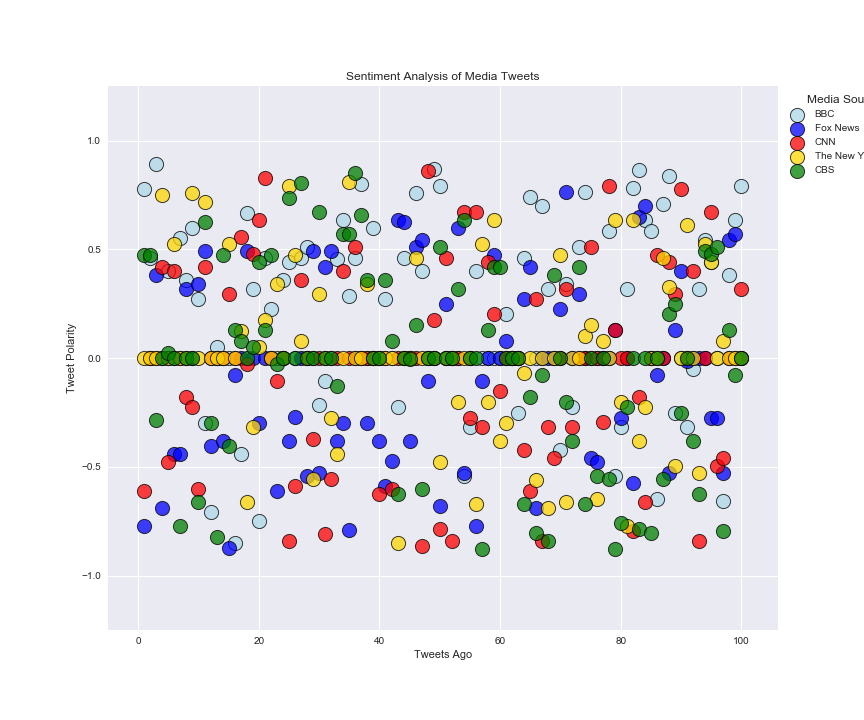 Sentiment Analysis of Media Tweets
Media Sou
BBC
Fox News
CNN
The New Y
CBS
1.0
0.5
0.0
−0.5
−1.0
Tweet Polarity
0 20 40 60 80 100
Tweets Ago